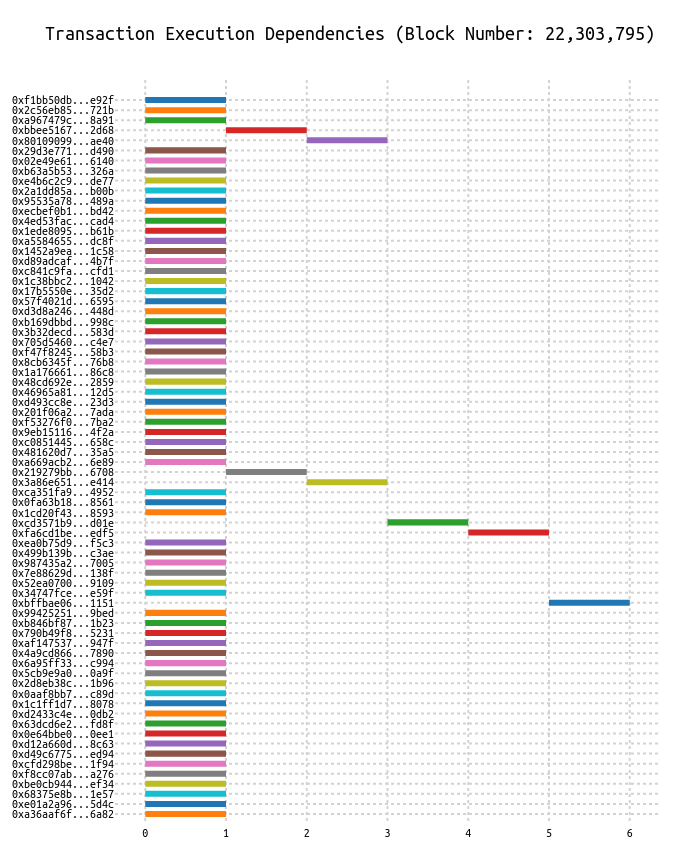 Transaction Execution Dependencies (Block Number: 22,303,795)
0xf1bb50db...e92f
0x2c56eb85...721b
0xa967479c...8a91
0xbbee5167...2d68
0x80109099...ae40
0x29d3e771...d490
0x02e49e61...6140
0xb63a5b53...326a
0xe4b6c2c9...de77
0x2a1dd85a...b00b
0x95535a78...489a
0xecbef0b1...bd42
0x4ed53fac...cad4
0x1ede8095...b61b
0xa5584655...dc8f
0x1452a9ea...1c58
0xd89adcaf...4b7f
0xc841c9fa...cfd1
0x1c38bbc2...1042
0x17b5550e...35d2
0x57f4021d...6595
0xd3d8a246...448d
0xb169dbbd...998c
0x3b32decd...583d
0x705d5460...c4e7
0xf47f8245...58b3
0x8cb6345f...76b8
0x1a176661...86c8
0x48cd692e...2859
0x46965a81...12d5
0xd493cc8e...23d3
0x201f06a2...7ada
0xf53276f0...7ba2
0x9eb15116...4f2a
0xc0851445...658c
0x481620d7...35a5
0xa669acb2...6e89
0x219279bb...6708
0x3a86e651...e414
0xca351fa9...4952
0x0fa63b18...8561
0x1cd20f43...8593
0xcd3571b9...d01e
0xfa6cd1be...edf5
0xea0b75d9...f5c3
0x499b139b...c3ae
0x987435a2...7005
0x7e88629d...138f
0x52ea0700...9109
0x34747fce...e59f
0xbffbae06...1151
0x99425251...9bed
0xb846bf87...1b23
0x790b49f8...5231
0xaf147537...947f
0x4a9cd866...7890
0x6a95ff33...c994
0x5cb9e9a0...0a9f
0x2d8eb38c...1b96
0x0aaf8bb7...c89d
0x1c1ff1d7...8078
0xd2433c4e...0db2
0x63dcd6e2...fd8f
0x0e64bbe0...0ee1
0xd12a660d...8c63
0xd49c6775...ed94
0xcfd298be...1f94
0xf8cc07ab...a276
0xbe0cb944...ef34
0x68375e8b...1e57
0xe01a2a96...5d4c
0xa36aaf6f...6a82
0 1 2 3 4 5 6